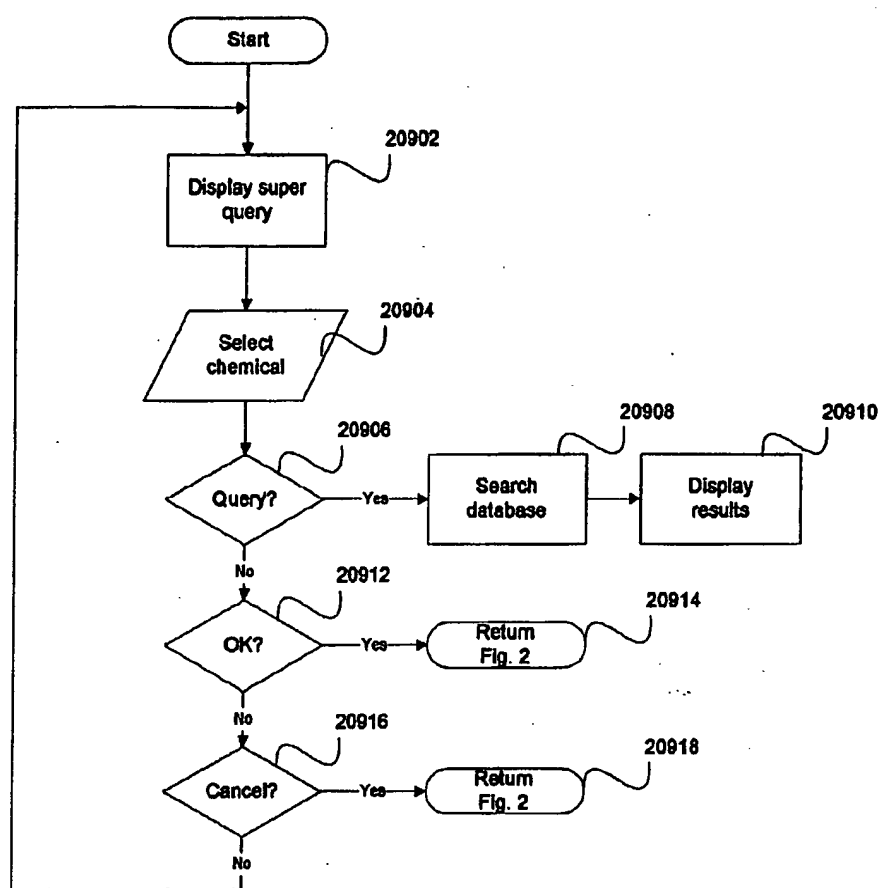 Start
20902
Display super
query
20904
Select
chemical
20906
20908
20910
Query?
Yes
Search
database
Display
results
No
20912
20914
OK?
Yes
Return
Fig. 2
No
20916
20918
Cancel?
Yes
Return
Fig. 2
No